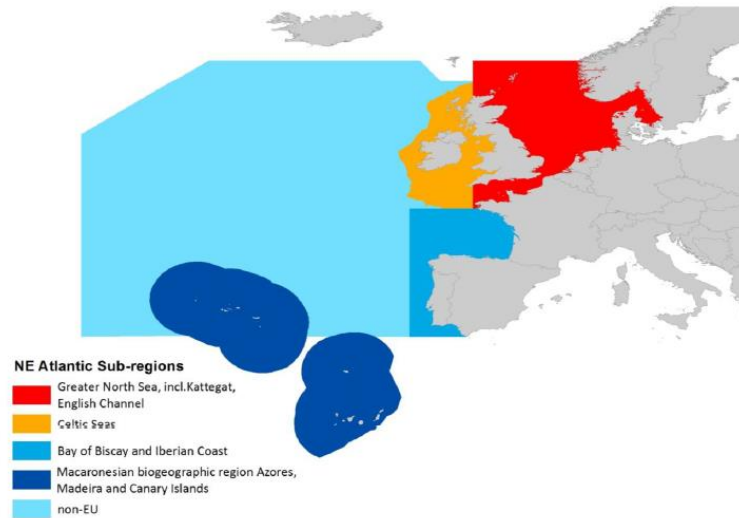 NE Atlantic Sub-regions
Greater North Sea, incl.Kattegat,
English Channel
Celtic Seas
Bay of Biscay and Iberian Coast
Macaronesian biogeographic region Azores,
Madeira and Canary Islands
non-EU